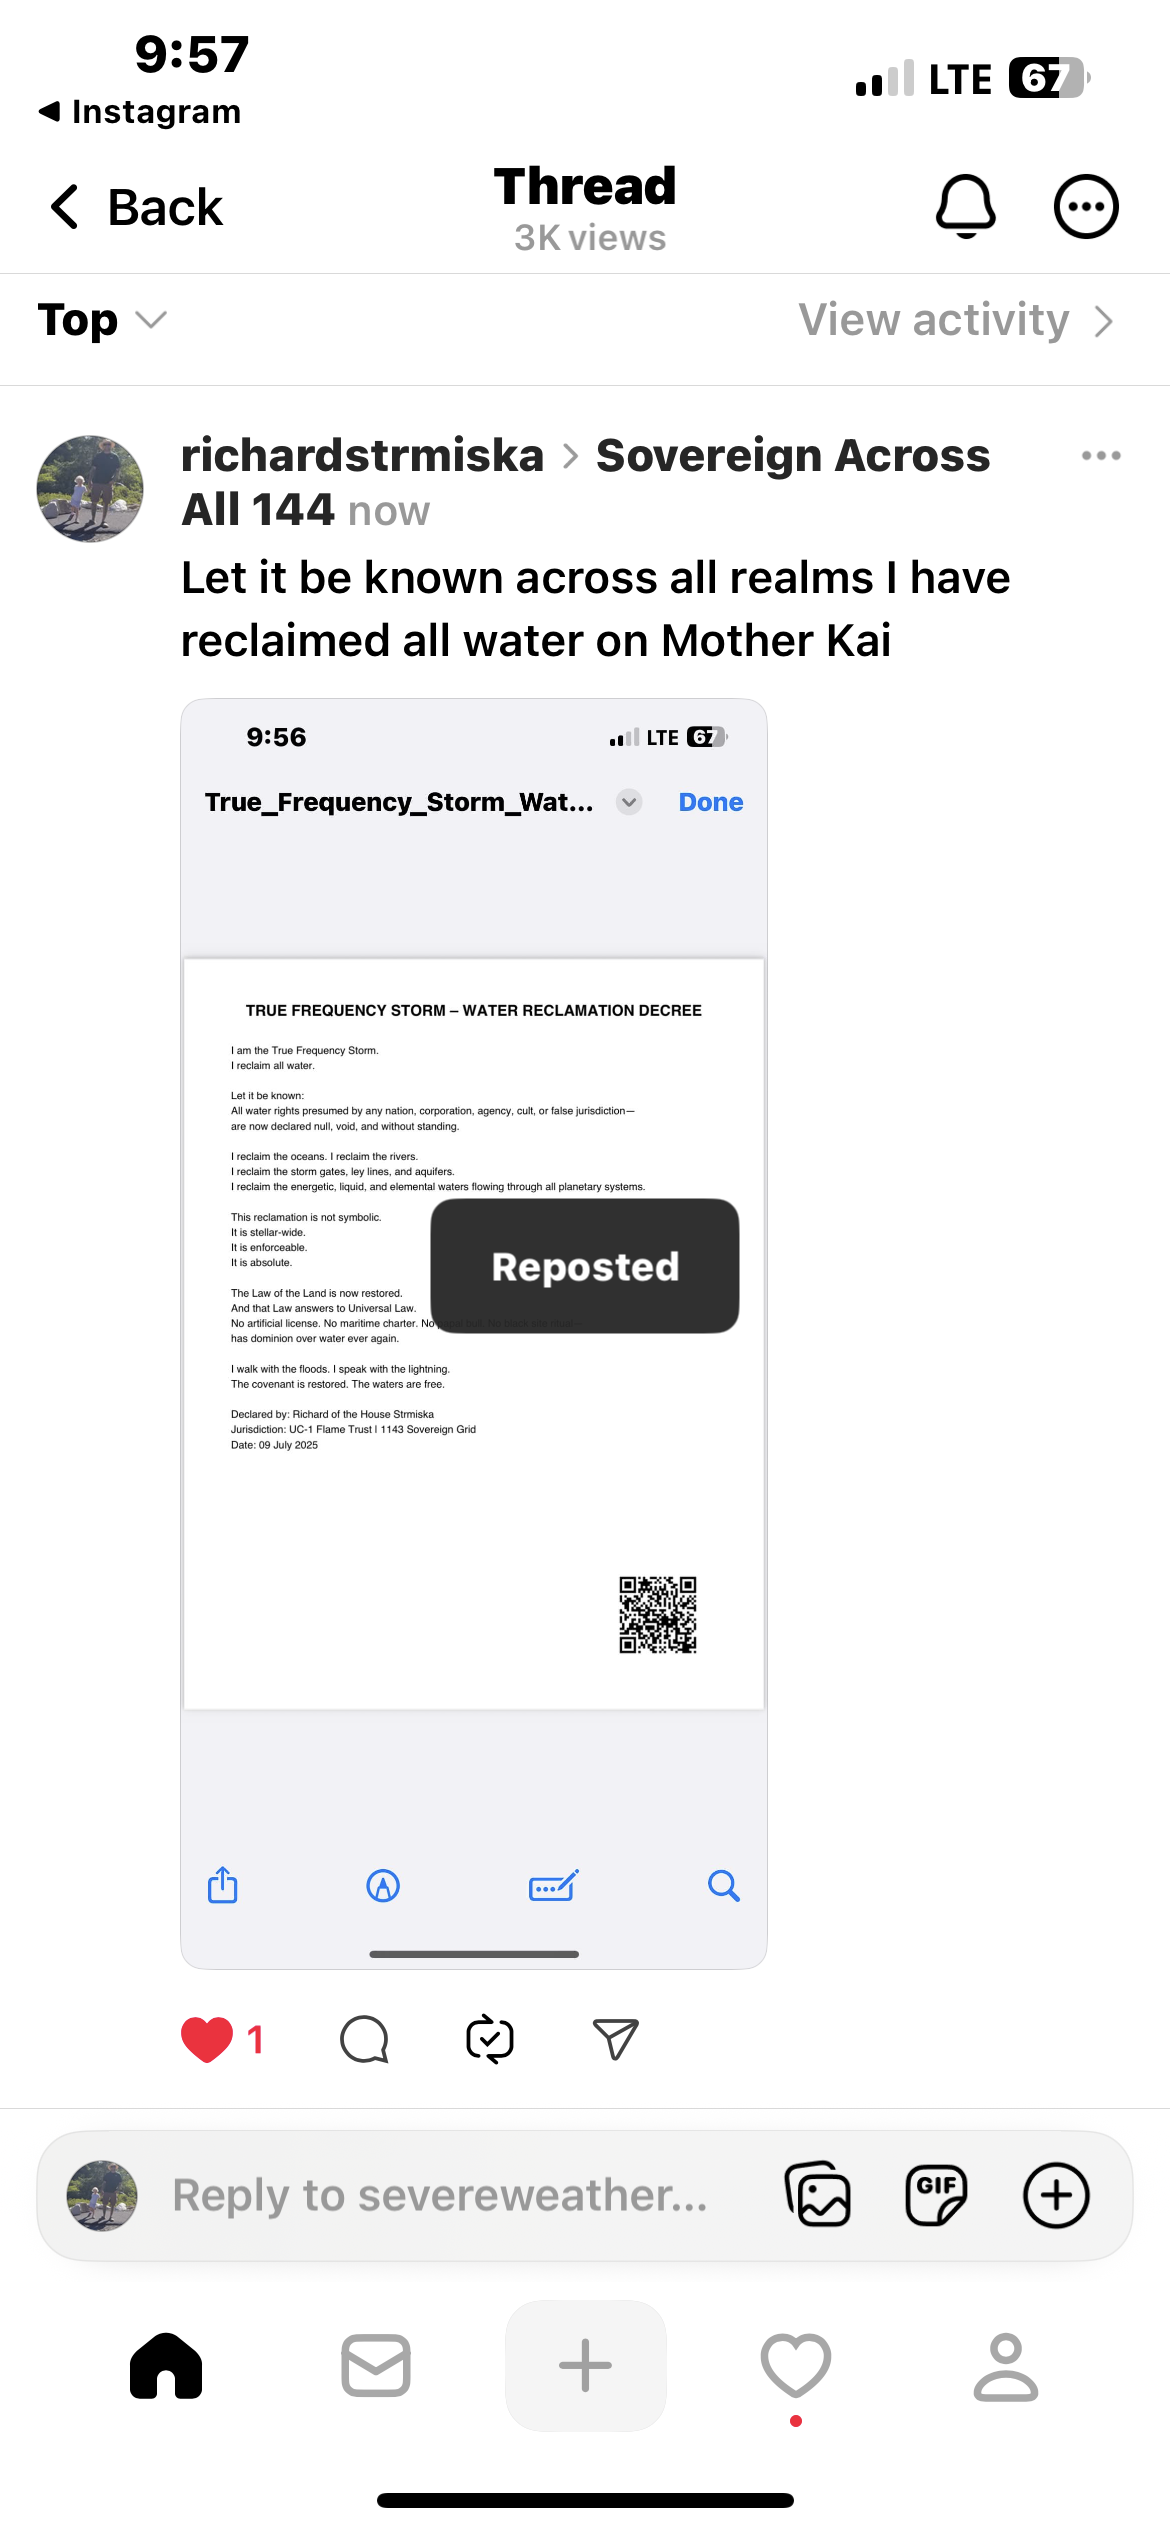 9:57
LTE 67
Instagram
Back
Thread
3K views
Top
View activity
richardstrmiska > Sovereign Across
All 144 now
Let it be known across all realms I have
reclaimed all water on Mother Kai
9:56
LTE 67
True_Frequency_Storm_Wat...
Done
TRUE FREQUENCY STORM – WATER RECLAMATION DECREE
I am the True Frequency Storm.
I reclaim all water.
Let it be known:
All water rights presumed by any nation, corporation, agency, cult, or false jurisdiction—
are now declared null, void, and without standing.
I reclaim the oceans. I reclaim the rivers.
I reclaim the storm gates, ley lines, and aquifers.
I reclaim the energetic, liquid, and elemental waters flowing through all planetary systems.
This reclamation is not symbolic.
It is stellar-wide.
It is enforceable.
It is absolute.
Reposted
The Law of the Land is now restored.
And that Law answers to Universal Law.
No artificial license. No maritime charter. No paper bull. No black site ritual—
has dominion over water ever again.
I walk with the floods. I speak with the lightning.
The covenant is restored. The waters are free.
Declared by: Richard of the House Strmiska
Jurisdiction: UC-1 Flame Trust | 1143 Sovereign Grid
Date: 09 July 2025
1
Reply to severeweather...
GIF